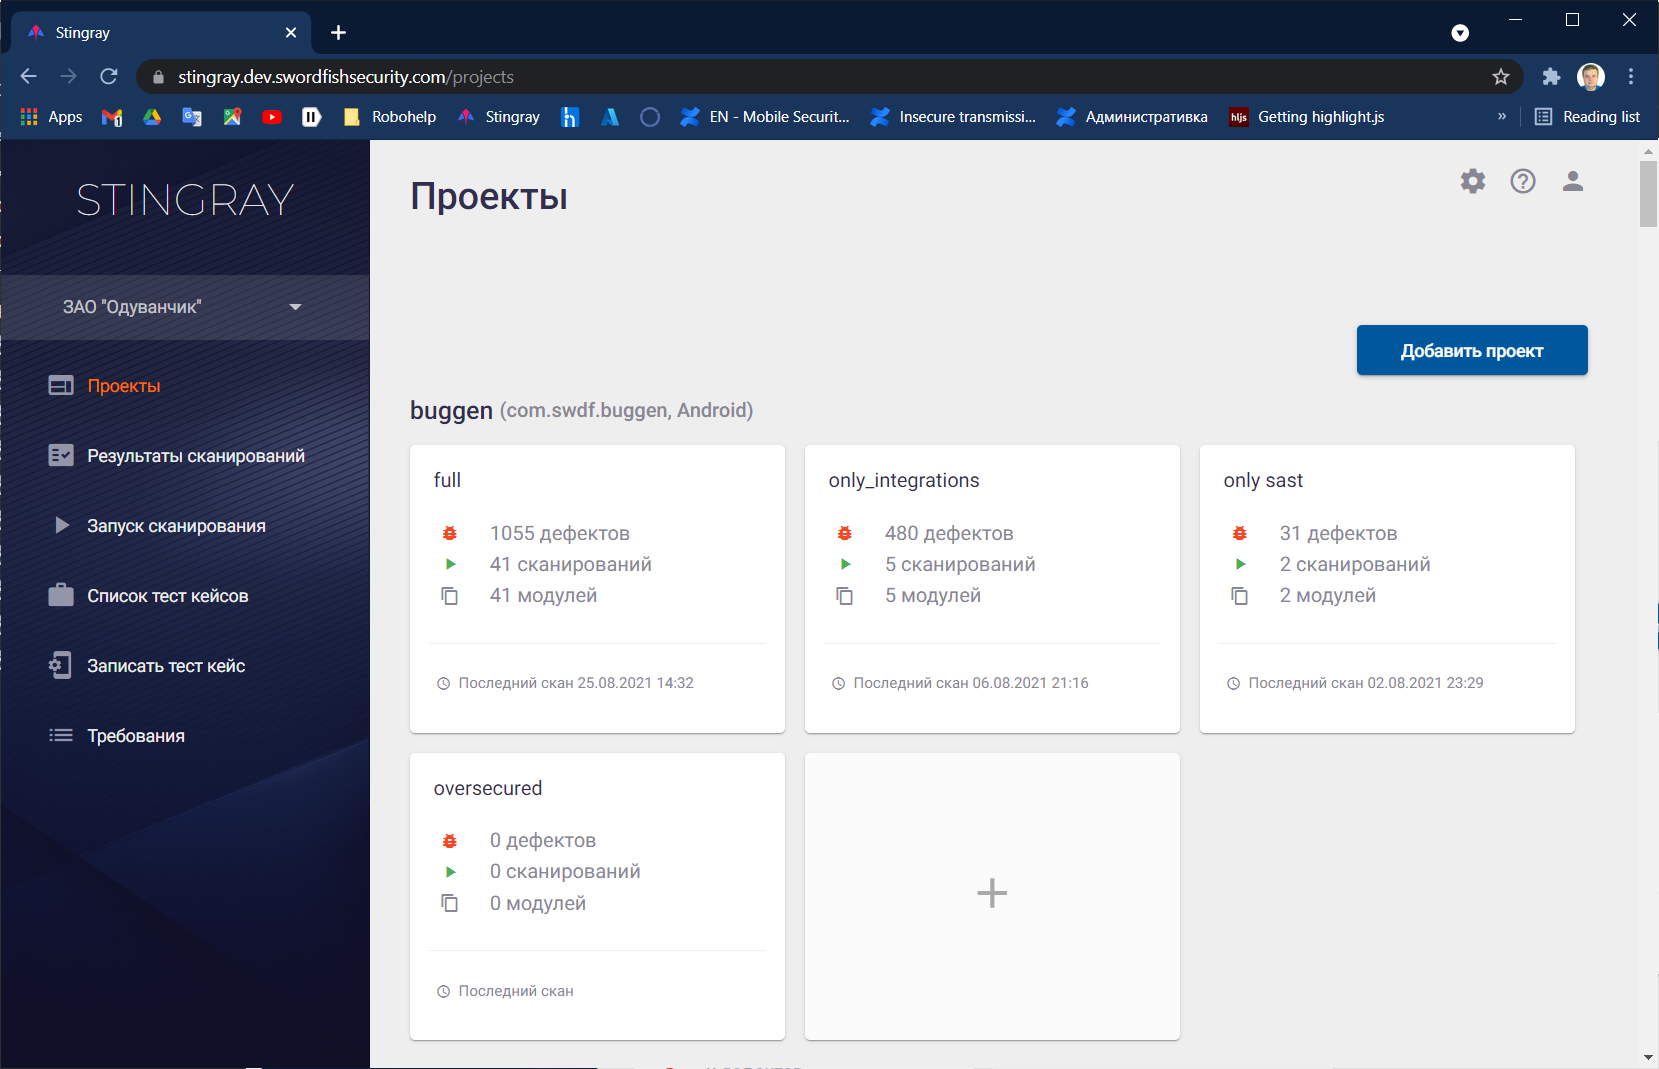 Stingray
stingray.dev.swordfishsecurity.com/projects
Apps
1
Robohelp
Stingray
EN - Mobile Securit...
Insecure transmissi...
Административка
hljs
Getting highlight.js
»
Reading list
STINGRAY
ЗАО "Одуванчик"
Проекты
Результаты сканирований
Запуск сканирования
Список тест кейсов
Записать тест кейс
Требования
Проекты
Добавить проект
buggen (com.swdf.buggen, Android)
full
1055 дефектов
41 сканирований
41 модулей
Последний скан 25.08.2021 14:32
only_integrations
480 дефектов
5 сканирований
5 модулей
Последний скан 06.08.2021 21:16
only sast
31 дефектов
2 сканирований
2 модулей
Последний скан 02.08.2021 23:29
oversecured
0 дефектов
0 сканирований
0 модулей
Последний скан